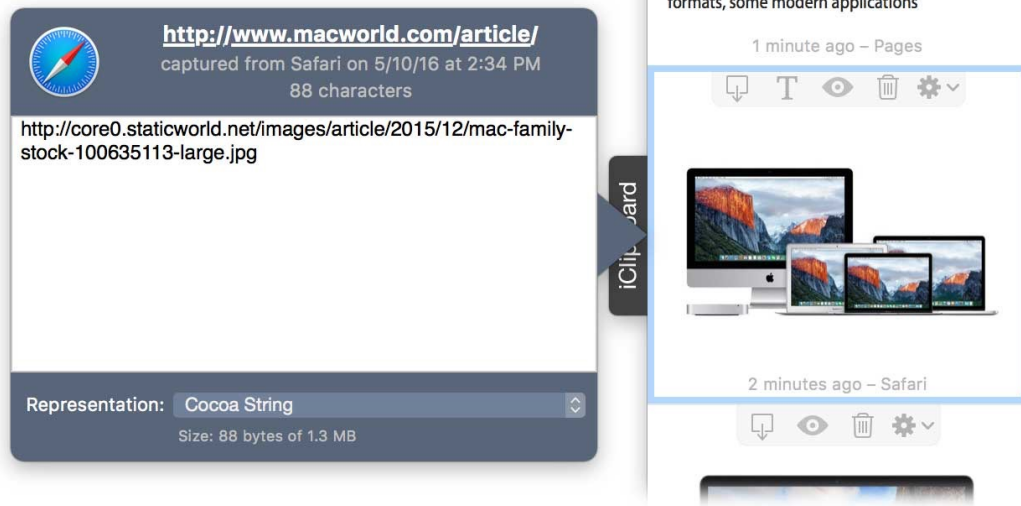 http://www.macworld.com/article/
captured from Safari on 5/10/16 at 2:34 PM
88 characters
http://core0.staticworld.net/images/article/2015/12/mac-family-
stock-100635113-large.jpg
Representation: Cocoa String
Size: 88 bytes of 1.3 MB
formats, some modern applications
1 minute ago – Pages
T
2 minutes ago – Safari